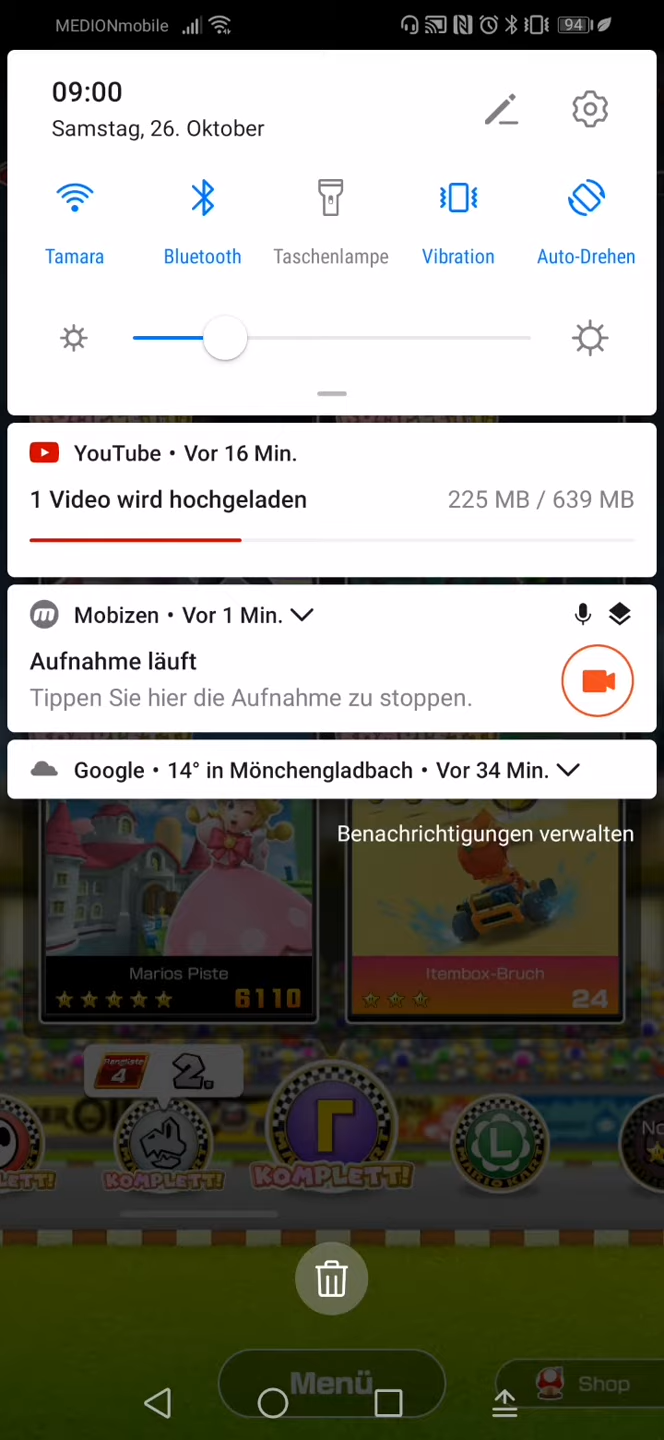 MEDIONmobile 94
09:00
Samstag, 26. Oktober
Tamara Bluetooth Taschenlampe Vibration Auto-Drehen
YouTube • Vor 16 Min.
1 Video wird hochgeladen 225 MB / 639 MB
m Mobizen • Vor 1 Min.
Aufnahme läuft
Tippen Sie hier die Aufnahme zu stoppen.
Google • 14° in Mönchengladbach • Vor 34 Min.
Benachrichtigungen verwalten
Marios Piste Itembox-Bruch
6110 24
Rangliste
4 2.
L
KOMPLETT! KOMPLETT!
Menü Shop